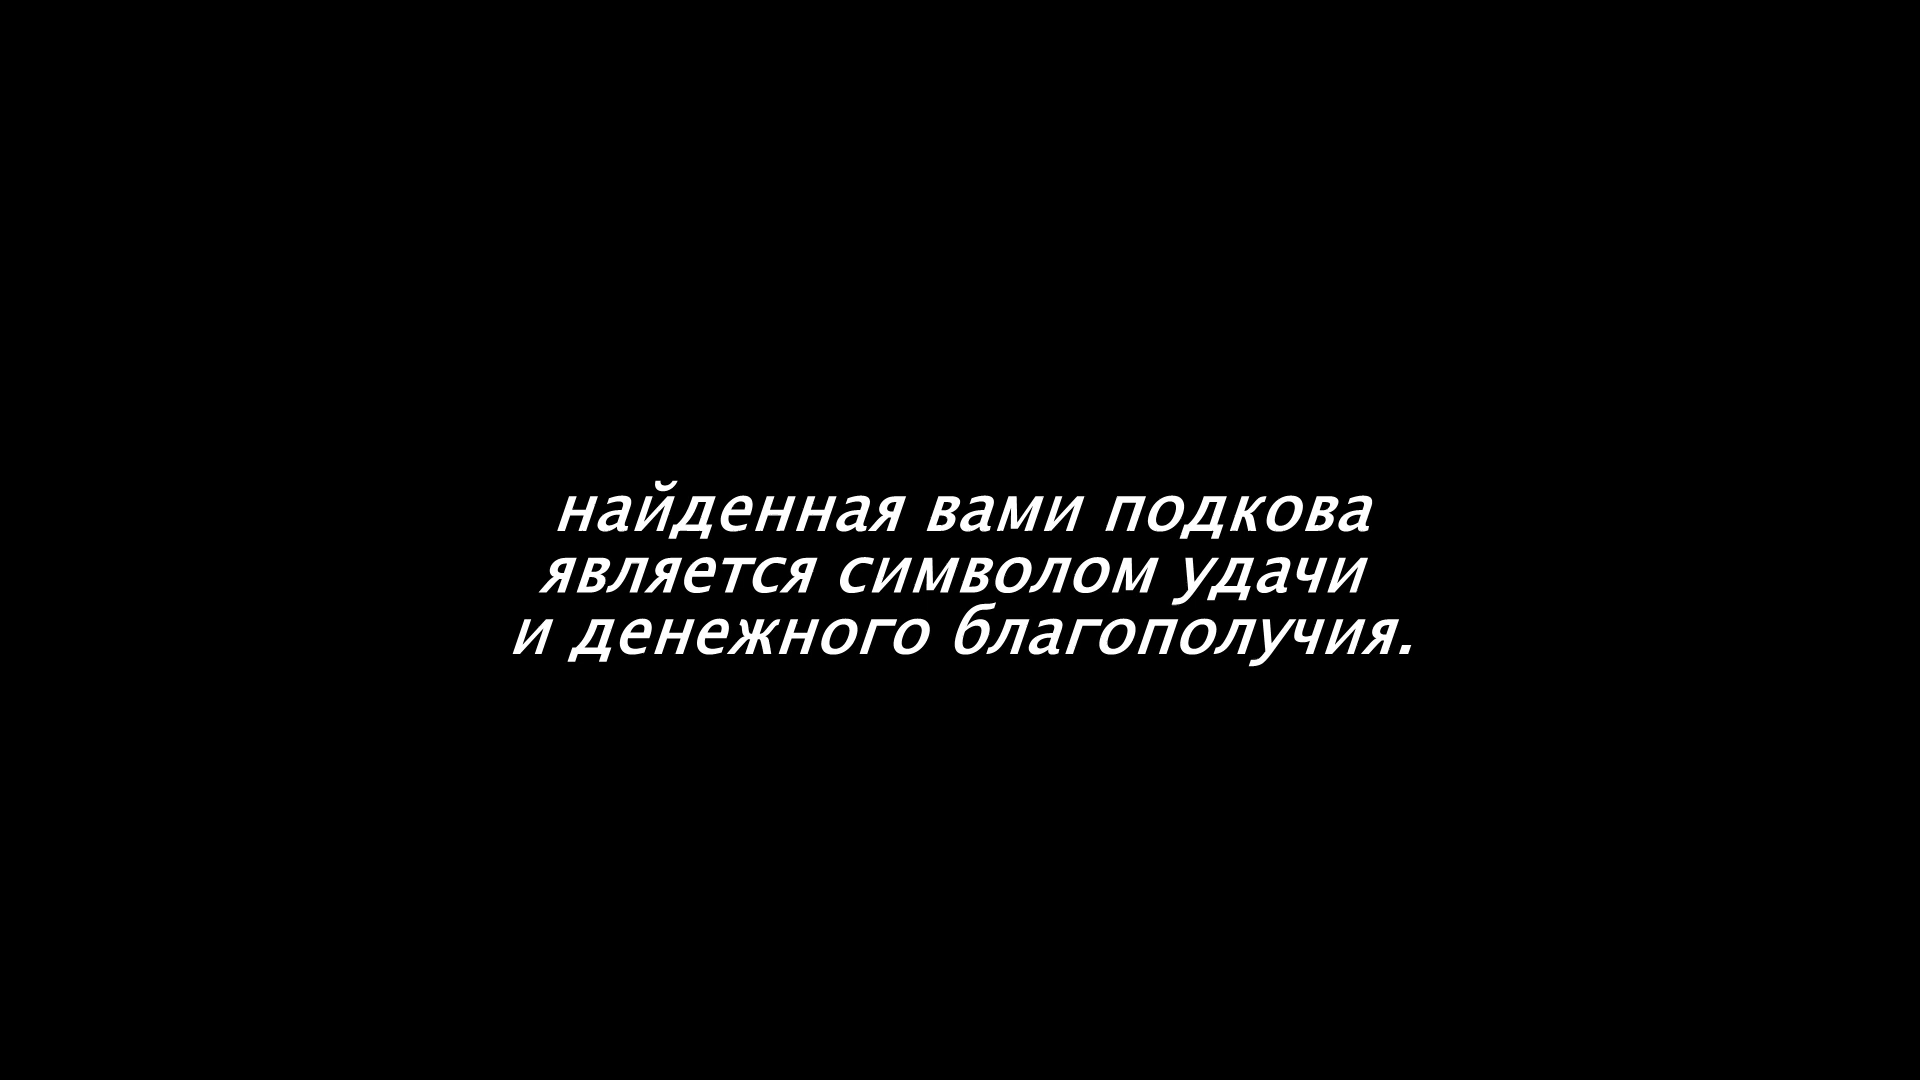 найденная вами подкова
является символом удачи
и денежного благополучия.